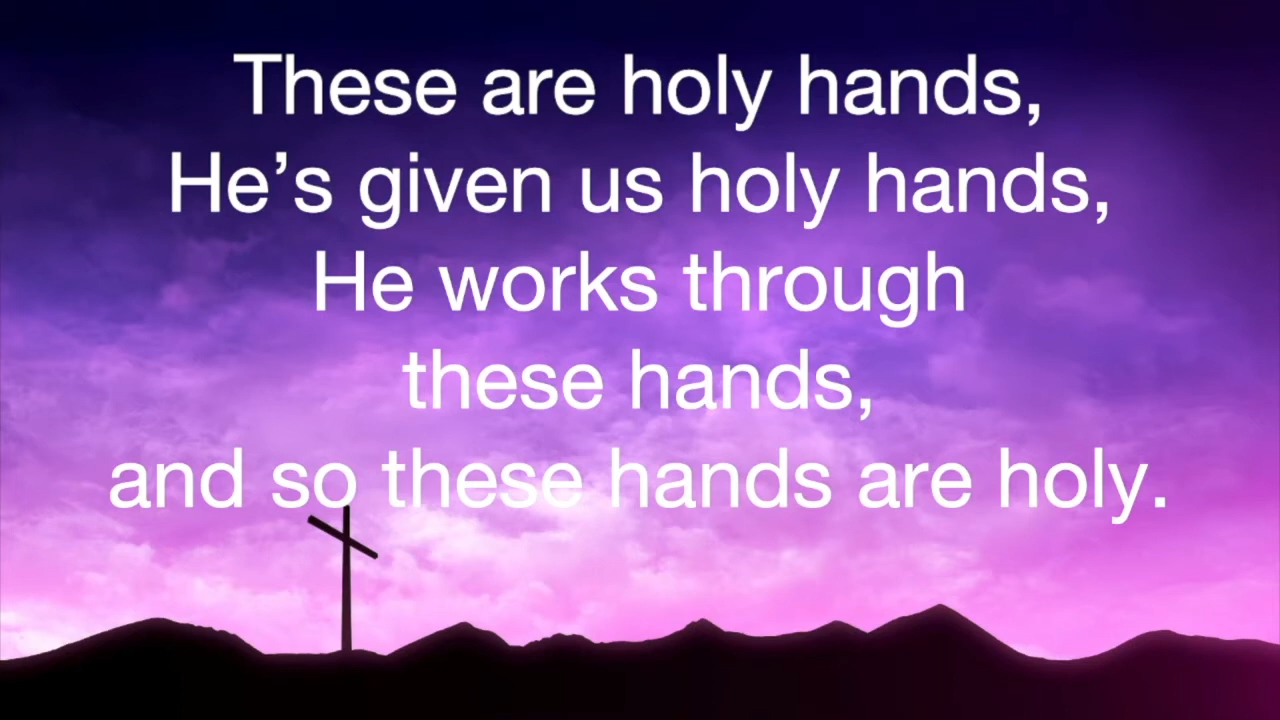 These are holy hands,
He’s given us holy hands,
He works through
these hands,
and so these hands are holy.